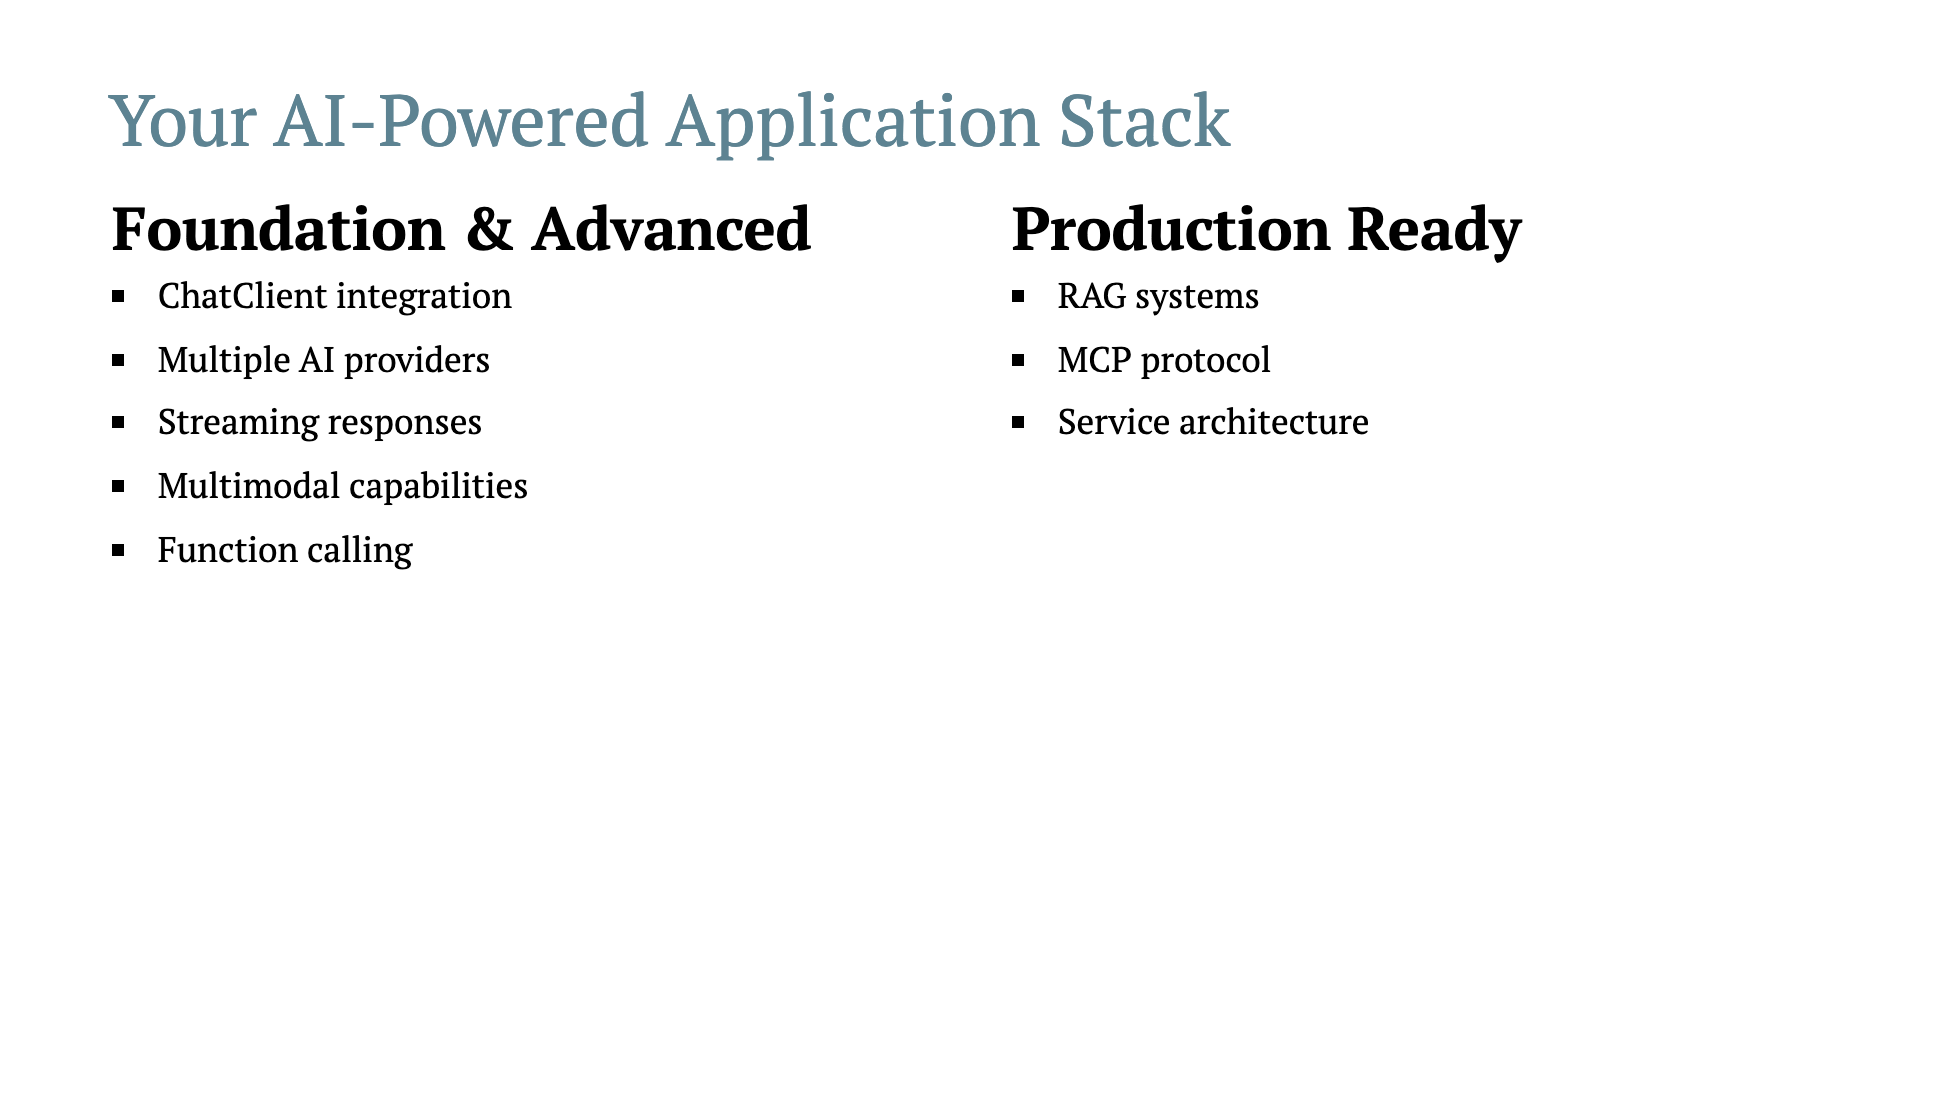 Your AI-Powered Application Stack
Foundation & Advanced
ChatClient integration
Multiple AI providers
Streaming responses
Multimodal capabilities
Function calling
Production Ready
RAG systems
MCP protocol
Service architecture